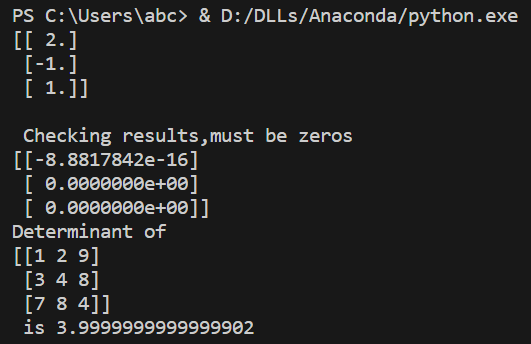 PS C:\Users\abc> & D:/DLLs/Anaconda/python.exe
[[ 2.]
 [-1.]
 [ 1.]]

 Checking results,must be zeros
[[-8.8817842e-16]
 [ 0.0000000e+00]
 [ 0.0000000e+00]]
Determinant of
[[1 2 9]
 [3 4 8]
 [7 8 4]]
 is 3.9999999999999902